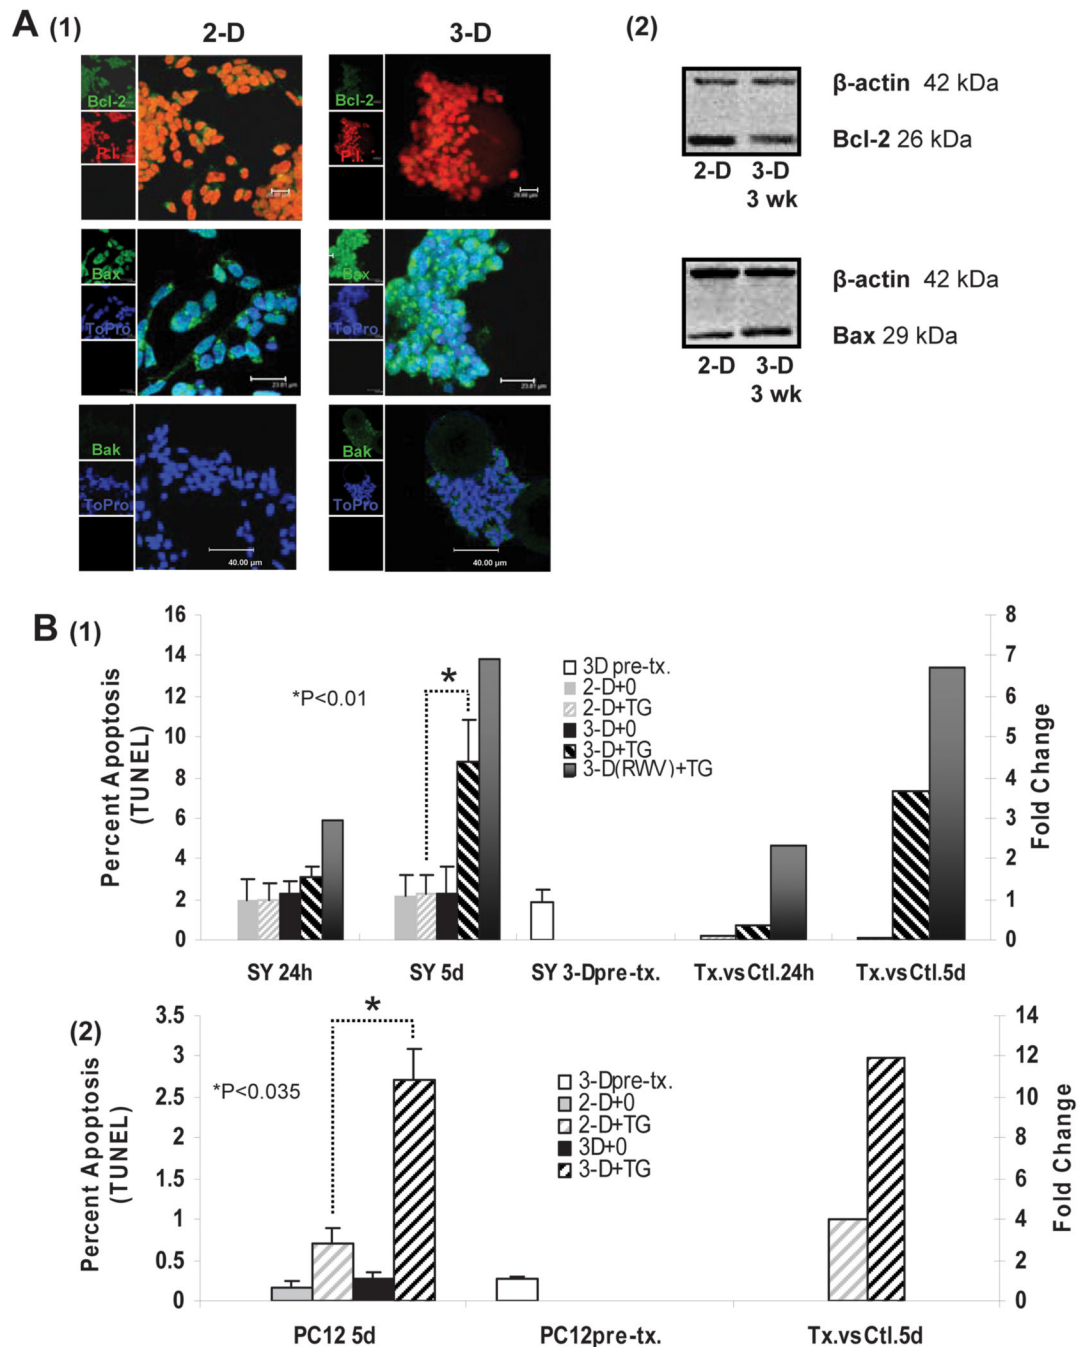 A (1)
2-D
3-D
(2)
Bcl-2
P.I.
Bcl-2
P.I.
Bax
ToPro
23.81 µm
Bax
ToPro
23.81 µm
Bak
ToPro
40.00 µm
Bak
ToPro
40.00 µm
β-actin 42 kDa
Bcl-2 26 kDa
2-D
3-D
3 wk
β-actin 42 kDa
Bax 29 kDa
2-D
3-D
3 wk
B (1)
Percent Apoptosis
(TUNEL)
16
14
12
10
8
6
4
2
0
*P<0.01
*
3D pre-tx.
2-D+0
2-D+TG
3-D+0
3-D+TG
3-D(RWV)+TG
8
7
6
5
4
3
2
1
0
Fold Change
SY 24h
SY 5d
SY 3-Dpre-tx.
Tx.vsCtl.24h
Tx.vsCtl.5d
(2)
Percent Apoptosis
(TUNEL)
3.5
3
2.5
2
1.5
1
0.5
0
*P<0.035
*
3-Dpre-tx.
2-D+0
2-D+TG
3D+0
3-D+TG
14
12
10
8
6
4
2
0
Fold Change
PC12 5d
PC12pre-tx.
Tx.vsCtl.5d